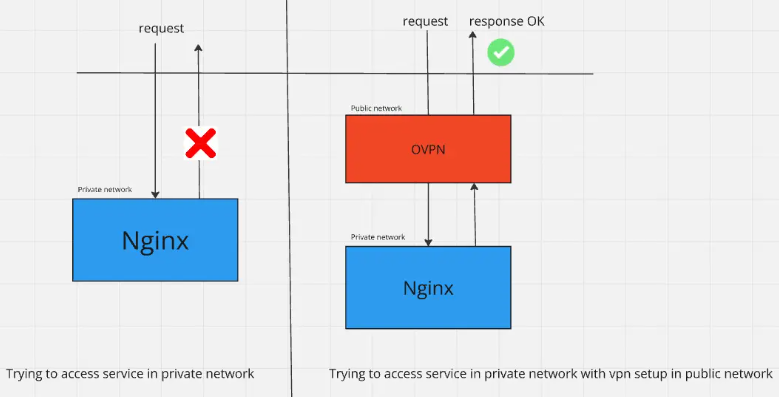 request
Private network
Nginx
Trying to access service in private network
request
response OK
Public network
OVPN
Private network
Nginx
Trying to access service in private network with vpn setup in public network